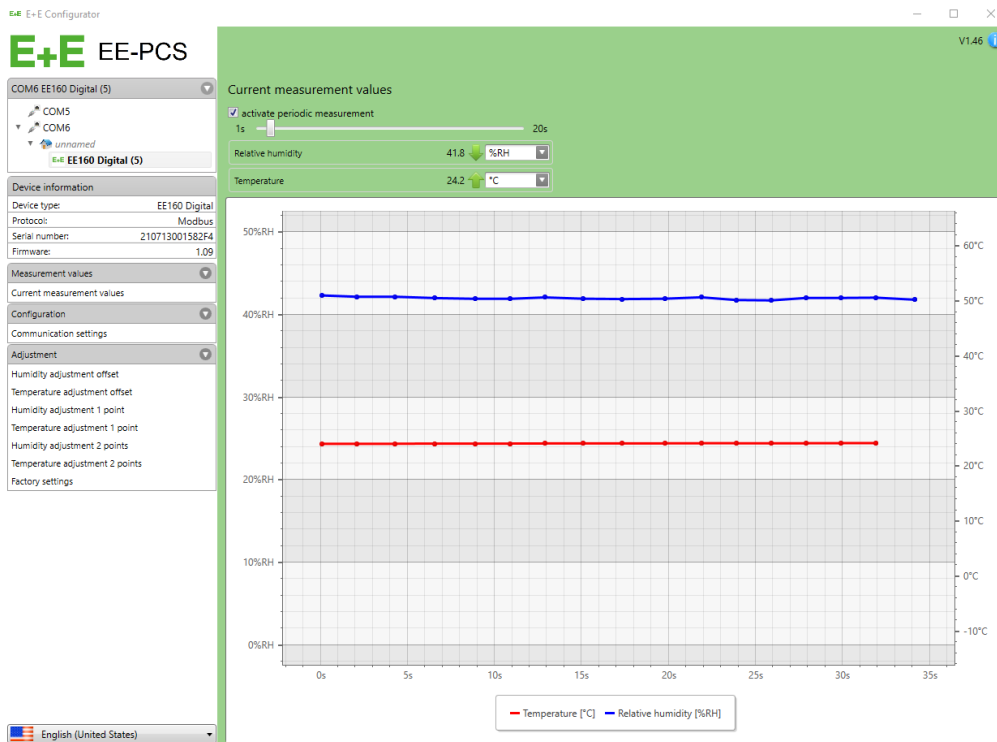 E+E E+E Configurator
E+E EE-PCS
V1.46
COM6 EE160 Digital (5)
COM5
COM6
unnamed
E+E EE160 Digital (5)
Device information
Device type: EE160 Digital
Protocol: Modbus
Serial number: 210713001582F4
Firmware: 1.09
Measurement values
Current measurement values
Configuration
Communication settings
Adjustment
Humidity adjustment offset
Temperature adjustment offset
Humidity adjustment 1 point
Temperature adjustment 1 point
Humidity adjustment 2 points
Temperature adjustment 2 points
Factory settings
English (United States)
Current measurement values
activate periodic measurement
1s 20s
Relative humidity 41.8 %RH
Temperature 24.2 °C
50%RH
40%RH
30%RH
20%RH
10%RH
0%RH
60°C
50°C
40°C
30°C
20°C
10°C
0°C
-10°C
0s 5s 10s 15s 20s 25s 30s 35s
Temperature [°C] Relative humidity [%RH]